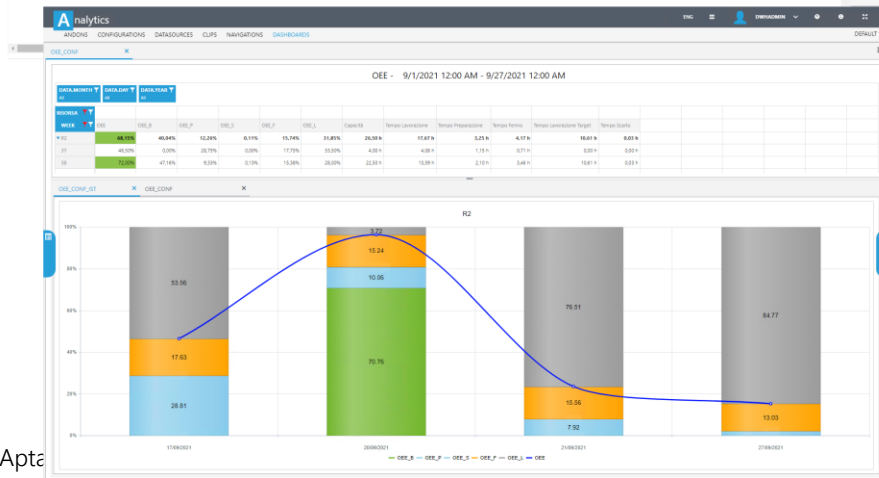 Analytics
ENG DWHADMIN
ANDONS CONFIGURATIONS DATASOURCES CLIPS NAVIGATIONS DASHBOARDS DEFAULT
OEE_CONF ×
OEE - 9/1/2021 12:00 AM - 9/27/2021 12:00 AM
DATA.MONTH DATA.DAY DATA.YEAR
All All All
RISORSA
WEEK OEE OEE_B OEE_P OEE_S OEE_F OEE_L Capacità Tempo Lavorazione Tempo Preparazione Tempo Fermo Tempo Lavorazione Target Tempo Scarto
R2 68,15% 40,04% 12,26% 0,11% 15,74% 31,85% 26,50 h 17,67 h 3,25 h 4,17 h 10,61 h 0,03 h
37 46,50% 0,00% 28,75% 0,00% 17,75% 53,50% 4,00 h 4,08 h 1,15 h 0,71 h 0,00 h 0,00 h
38 72,00% 47,16% 9,33% 0,13% 15,38% 28,00% 22,50 h 13,59 h 2,10 h 3,46 h 10,61 h 0,03 h
OEE_CONF_IST × OEE_CONF ×
R2
100%
80%
60%
40%
20%
0%
53.56
17.63
28.81
3.72
15.24
10.06
70.76
76.51
15.56
7.92
84.77
13.03
17/09/2021 20/09/2021 21/09/2021 27/09/2021
OEE_B OEE_P OEE_S OEE_F OEE_L OEE
Apta